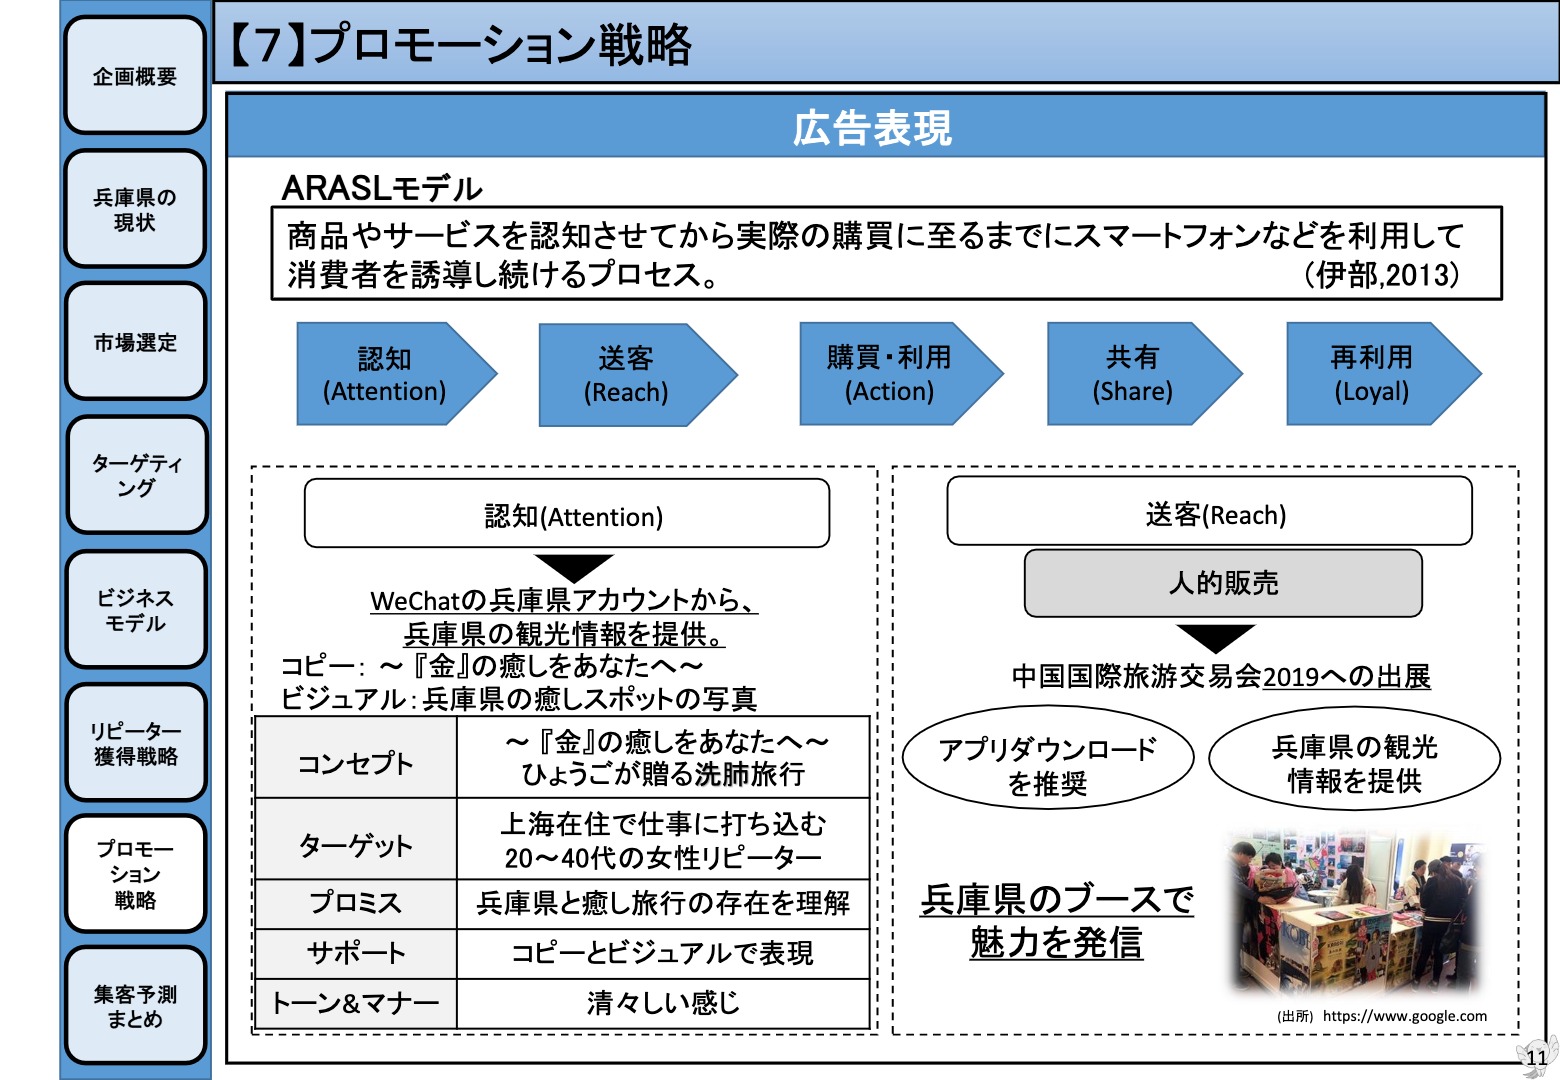 企画概要
兵庫県の
現状
市場選定
ターゲティ
ング
ビジネス
モデル
リピーター
獲得戦略
プロモー
ション
戦略
集客予測
まとめ
【7】プロモーション戦略
広告表現
ARASLモデル
商品やサービスを認知させてから実際の購買に至るまでにスマートフォンなどを利用して
消費者を誘導し続けるプロセス。 （伊部,2013）
認知
(Attention)
送客
(Reach)
購買・利用
(Action)
共有
(Share)
再利用
(Loyal)
認知(Attention)
WeChatの兵庫県アカウントから、
兵庫県の観光情報を提供。
コピー：～『金』の癒しをあなたへ～
ビジュアル：兵庫県の癒しスポットの写真
コンセプト
～『金』の癒しをあなたへ～
ひょうごが贈る洗肺旅行
ターゲット
上海在住で仕事に打ち込む
20～40代の女性リピーター
プロミス
兵庫県と癒し旅行の存在を理解
サポート
コピーとビジュアルで表現
トーン&マナー
清々しい感じ
送客(Reach)
人的販売
中国国際旅游交易会2019への出展
アプリダウンロード
を推奨
兵庫県の観光
情報を提供
兵庫県のブースで
魅力を発信
(出所) https://www.google.com
11